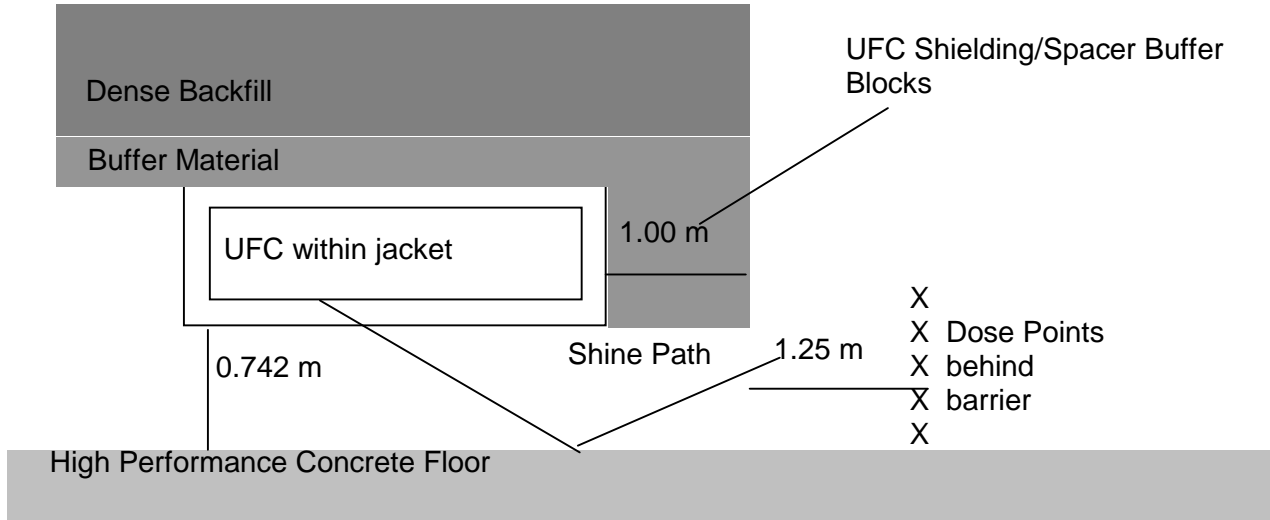 UFC Shielding/Spacer Buffer
Blocks
Dense Backfill
Buffer Material
1.00 m
UFC within jacket
X
X Dose Points
X behind
X barrier
X
Shine Path
1.25 m
0.742 m
High Performance Concrete Floor